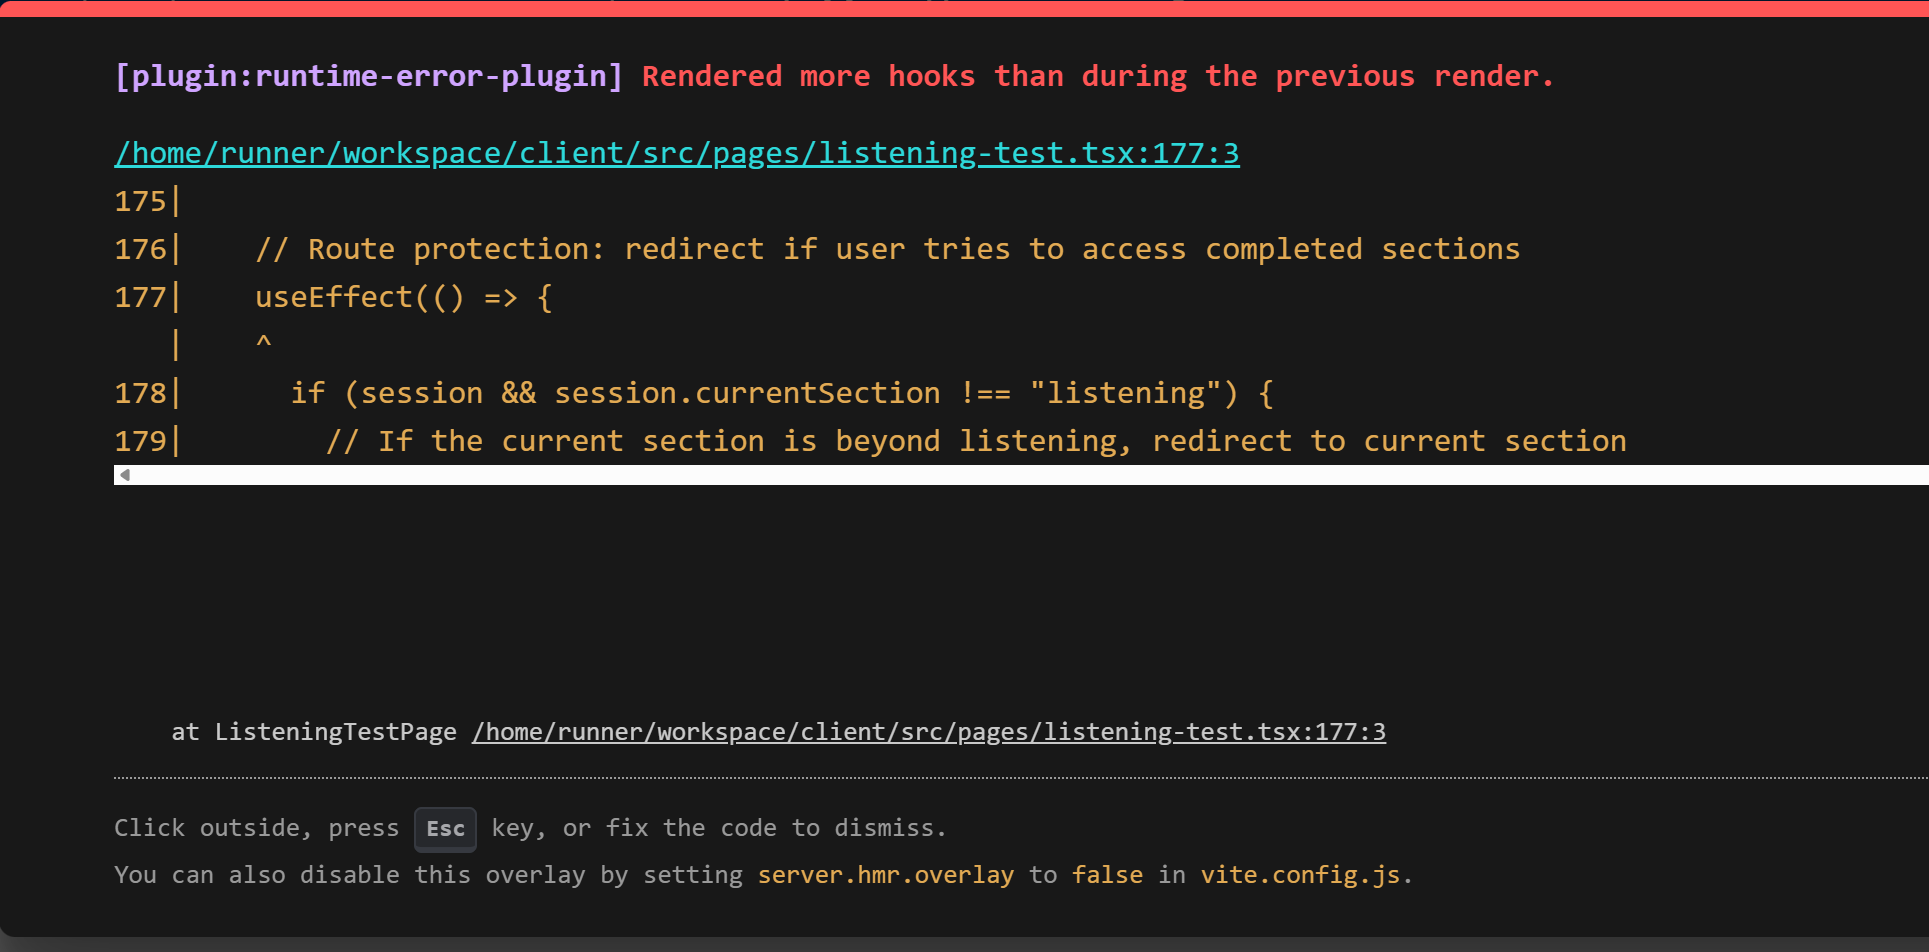 [plugin:runtime-error-plugin] Rendered more hooks than during the previous render.
/home/runner/workspace/client/src/pages/listening-test.tsx:177:3
175|
176|    // Route protection: redirect if user tries to access completed sections
177|    useEffect(() => {
   |    ^
178|      if (session && session.currentSection !== "listening") {
179|        // If the current section is beyond listening, redirect to current section
at ListeningTestPage /home/runner/workspace/client/src/pages/listening-test.tsx:177:3
Click outside, press Esc key, or fix the code to dismiss.
You can also disable this overlay by setting server.hmr.overlay to false in vite.config.js.